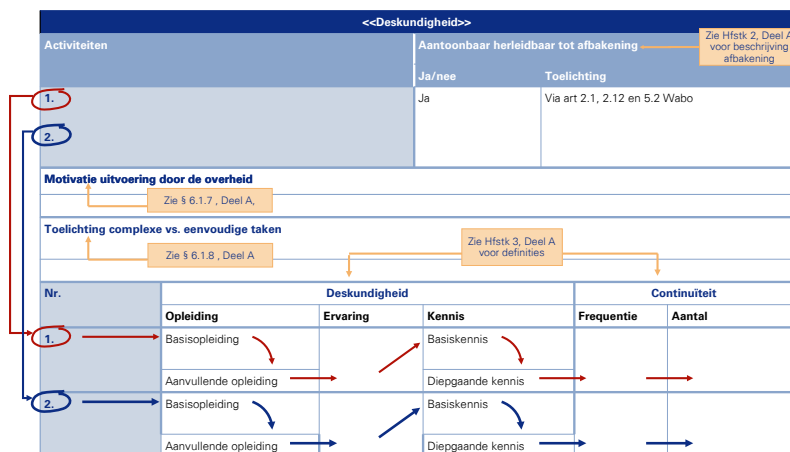 <<Deskundigheid>>
Activiteiten
Aantoonbaar herleidbaar tot afbakening
Zie Hfstk 2, Deel A
voor beschrijving
afbakening
Ja/nee
Toelichting
1.
Ja
Via art 2.1, 2.12 en 5.2 Wabo
2.
Motivatie uitvoering door de overheid
Zie § 6.1.7 , Deel A,
Toelichting complexe vs. eenvoudige taken
Zie § 6.1.8 , Deel A
Zie Hfstk 3, Deel A
voor definities
Nr.
Deskundigheid
Continuïteit
Opleiding
Ervaring
Kennis
Frequentie
Aantal
1.
Basisopleiding
Basiskennis
Aanvullende opleiding
Diepgaande kennis
2.
Basisopleiding
Basiskennis
Aanvullende opleiding
Diepgaande kennis